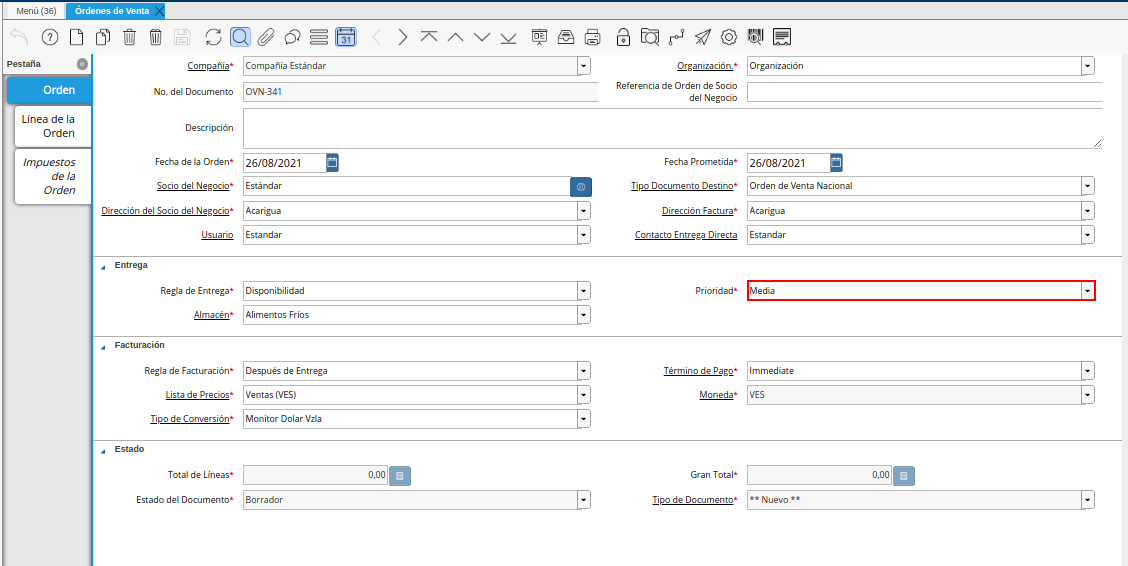 Menú (36) Órdenes de Venta
31
Pestaña
Orden
Línea de la
Orden
Impuestos
de la
Orden
Compañía* Compañía Estándar Organización.* Organización
No. del Documento OVN-341 Referencia de Orden de Socio
del Negocio
Descripción
Fecha de la Orden* 26/08/2021 Fecha Prometida* 26/08/2021
Socio del Negocio* Estándar Tipo Documento Destino* Orden de Venta Nacional
Dirección del Socio del Negocio* Acarigua Dirección Factura* Acarigua
Usuario Estandar Contacto Entrega Directa Estandar
Entrega
Regla de Entrega* Disponibilidad Prioridad* Media
Almacén* Alimentos Fríos
Facturación
Regla de Facturación* Después de Entrega Término de Pago* Immediate
Lista de Precios* Ventas (VES) Moneda* VES
Tipo de Conversión* Monitor Dolar Vzla
Estado
Total de Líneas* 0,00 Gran Total* 0,00
Estado del Documento* Borrador Tipo de Documento* ** Nuevo **